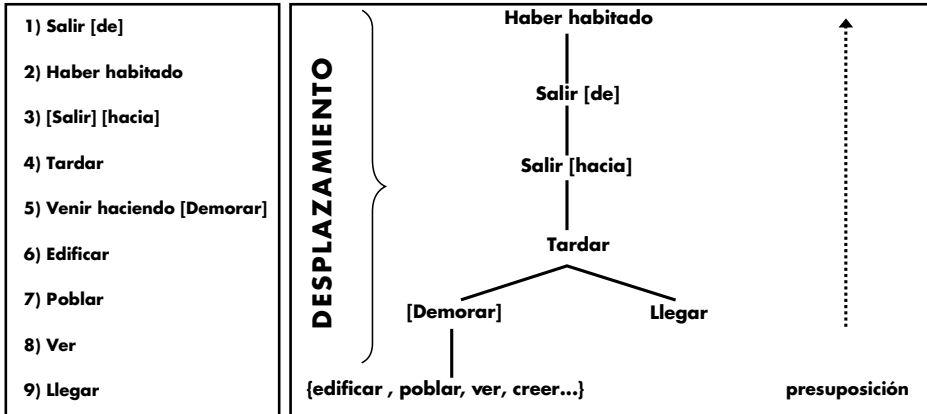 1) Salir [de]
2) Haber habitado
3) [Salir] [hacia]
4) Tardar
5) Venir haciendo [Demorar]
6) Edificar
7) Poblar
8) Ver
9) Llegar
DESPLAZAMIENTO
Haber habitado
Salir [de]
Salir [hacia]
Tardar
[Demorar] Llegar
{edificar , poblar, ver, creer...}
presuposición